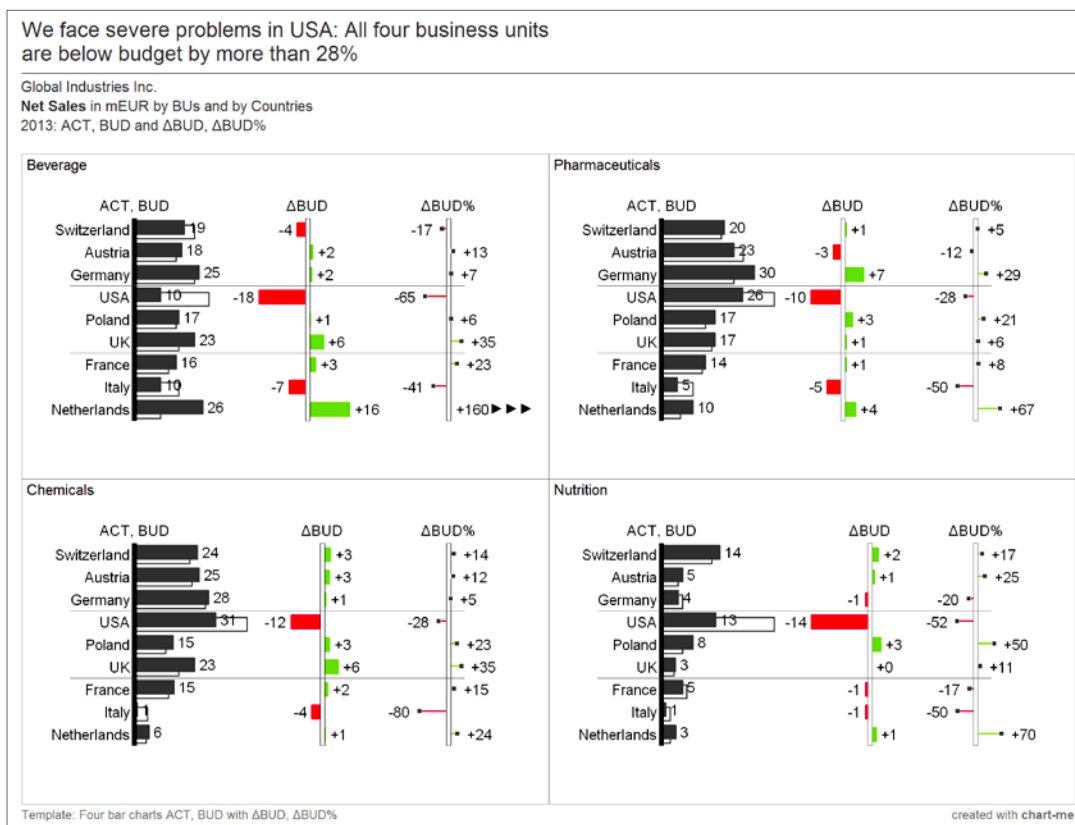 We face severe problems in USA: All four business units
are below budget by more than 28%
Global Industries Inc.
Net Sales in mEUR by BUs and by Countries
2013: ACT, BUD and ΔBUD, ΔBUD%
Beverage
ACT, BUD ΔBUD ΔBUD%
Switzerland 19 -4 -17
Austria 18 +2 +13
Germany 25 +2 +7
USA 10 -18 -65
Poland 17 +1 +6
UK 23 +6 +35
France 16 +3 +23
Italy 10 -7 -41
Netherlands 26 +16 +160 ►►►
Pharmaceuticals
ACT, BUD ΔBUD ΔBUD%
Switzerland 20 +1 +5
Austria 23 -3 -12
Germany 30 +7 +29
USA 26 -10 -28
Poland 17 +3 +21
UK 17 +1 +6
France 14 +1 +8
Italy 5 -5 -50
Netherlands 10 +4 +67
Chemicals
ACT, BUD ΔBUD ΔBUD%
Switzerland 24 +3 +14
Austria 25 +3 +12
Germany 28 +1 +5
USA 31 -12 -28
Poland 15 +3 +23
UK 23 +6 +35
France 15 +2 +15
Italy 1 -4 -80
Netherlands 6 +1 +24
Nutrition
ACT, BUD ΔBUD ΔBUD%
Switzerland 14 +2 +17
Austria 5 +1 +25
Germany 4 -1 -20
USA 13 -14 -52
Poland 8 +3 +50
UK 3 +0 +11
France 5 -1 -17
Italy 1 -1 -50
Netherlands 3 +1 +70
Template: Four bar charts ACT, BUD with ΔBUD, ΔBUD%
created with chart-me